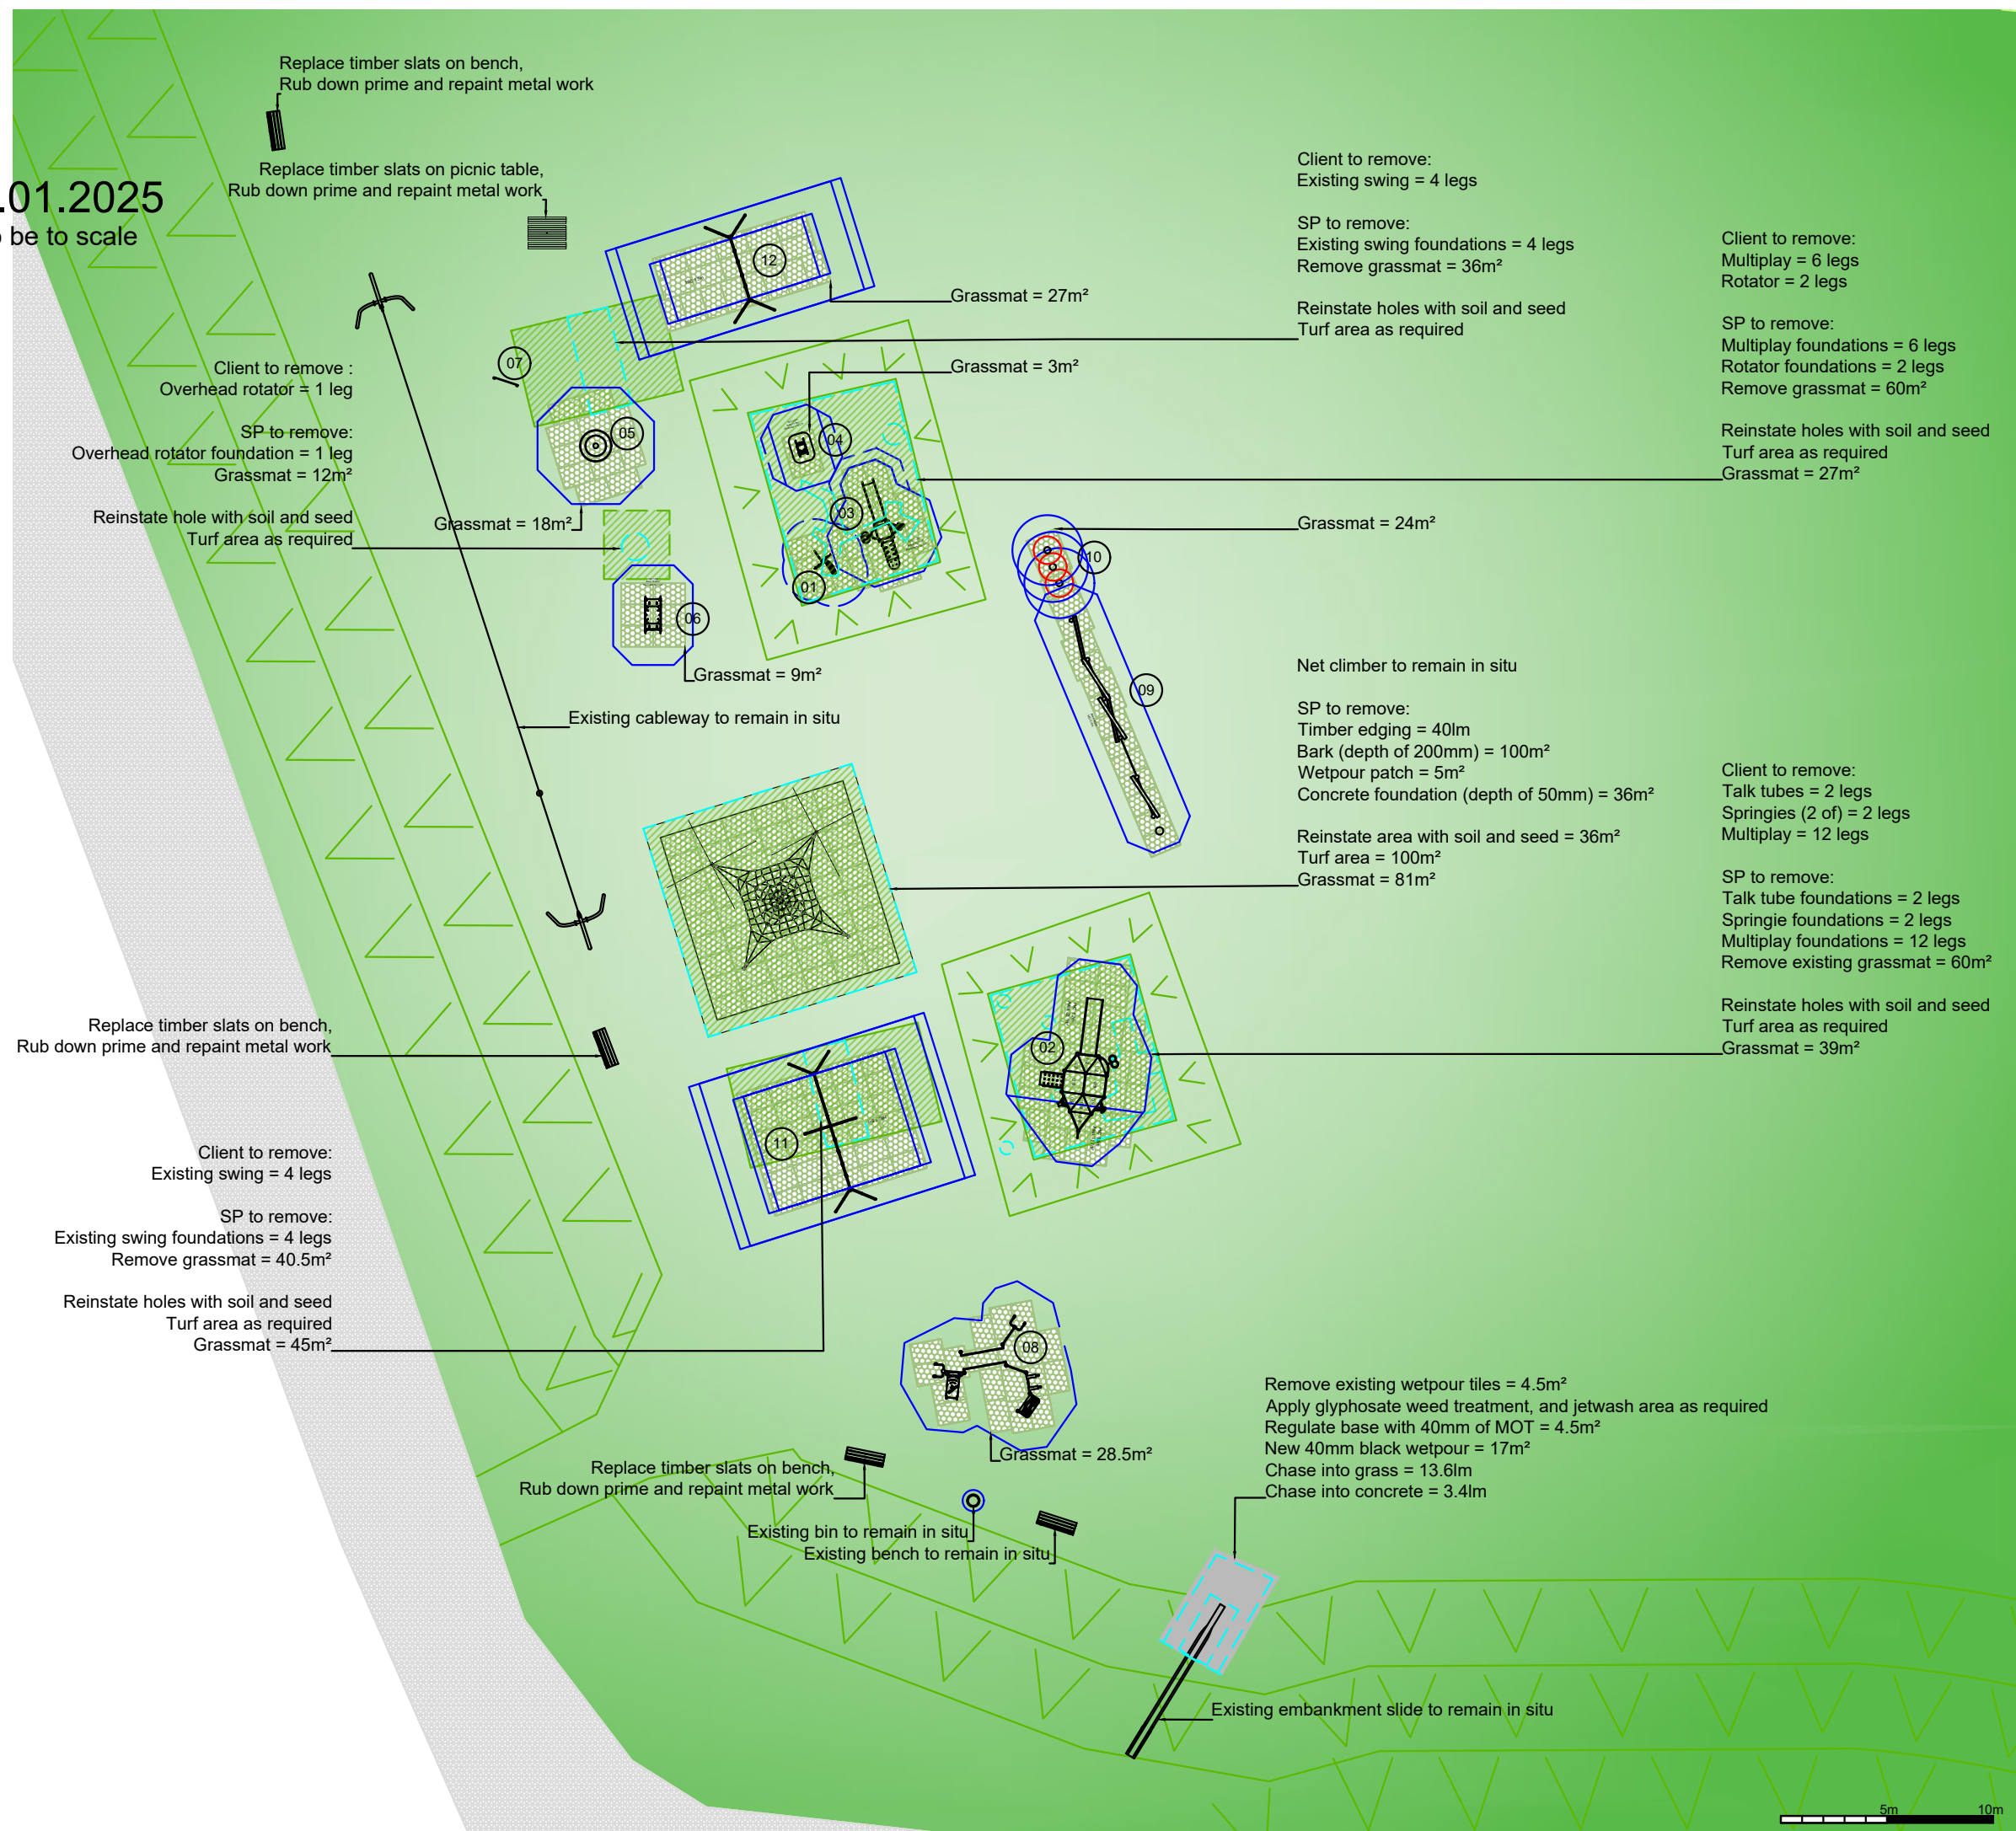 Replace timber slats on bench,
Rub down prime and repaint metal work
Replace timber slats on picnic table,
Rub down prime and repaint metal work
.01.2025
be to scale
Client to remove:
Existing swing = 4 legs
SP to remove:
Existing swing foundations = 4 legs
Remove grassmat = 36m²
Reinstate holes with soil and seed
Turf area as required
Client to remove:
Multiplay = 6 legs
Rotator = 2 legs
SP to remove:
Multiplay foundations = 6 legs
Rotator foundations = 2 legs
Remove grassmat = 60m²
Reinstate holes with soil and seed
Turf area as required
Grassmat = 27m²
12
Grassmat = 27m²
07
Grassmat = 3m²
Client to remove :
Overhead rotator = 1 leg
SP to remove:
Overhead rotator foundation = 1 leg
Grassmat = 12m²
Reinstate hole with soil and seed
Turf area as required
05
04
03
Grassmat = 18m²
Grassmat = 24m²
10
01
06
Grassmat = 9m²
09
Existing cableway to remain in situ
Net climber to remain in situ
SP to remove:
Timber edging = 40lm
Bark (depth of 200mm) = 100m²
Wetpour patch = 5m²
Concrete foundation (depth of 50mm) = 36m²
Reinstate area with soil and seed = 36m²
Turf area = 100m²
Grassmat = 81m²
Client to remove:
Talk tubes = 2 legs
Springies (2 of) = 2 legs
Multiplay = 12 legs
SP to remove:
Talk tube foundations = 2 legs
Springie foundations = 2 legs
Multiplay foundations = 12 legs
Remove existing grassmat = 60m²
Reinstate holes with soil and seed
Turf area as required
Grassmat = 39m²
Replace timber slats on bench,
Rub down prime and repaint metal work
02
11
Client to remove:
Existing swing = 4 legs
SP to remove:
Existing swing foundations = 4 legs
Remove grassmat = 40.5m²
Reinstate holes with soil and seed
Turf area as required
Grassmat = 45m²
08
Grassmat = 28.5m²
Remove existing wetpour tiles = 4.5m²
Apply glyphosate weed treatment, and jetwash area as required
Regulate base with 40mm of MOT = 4.5m²
New 40mm black wetpour = 17m²
Chase into grass = 13.6lm
Chase into concrete = 3.4lm
Replace timber slats on bench,
Rub down prime and repaint metal work
Existing bin to remain in situ
Existing bench to remain in situ
Existing embankment slide to remain in situ
5m
10m